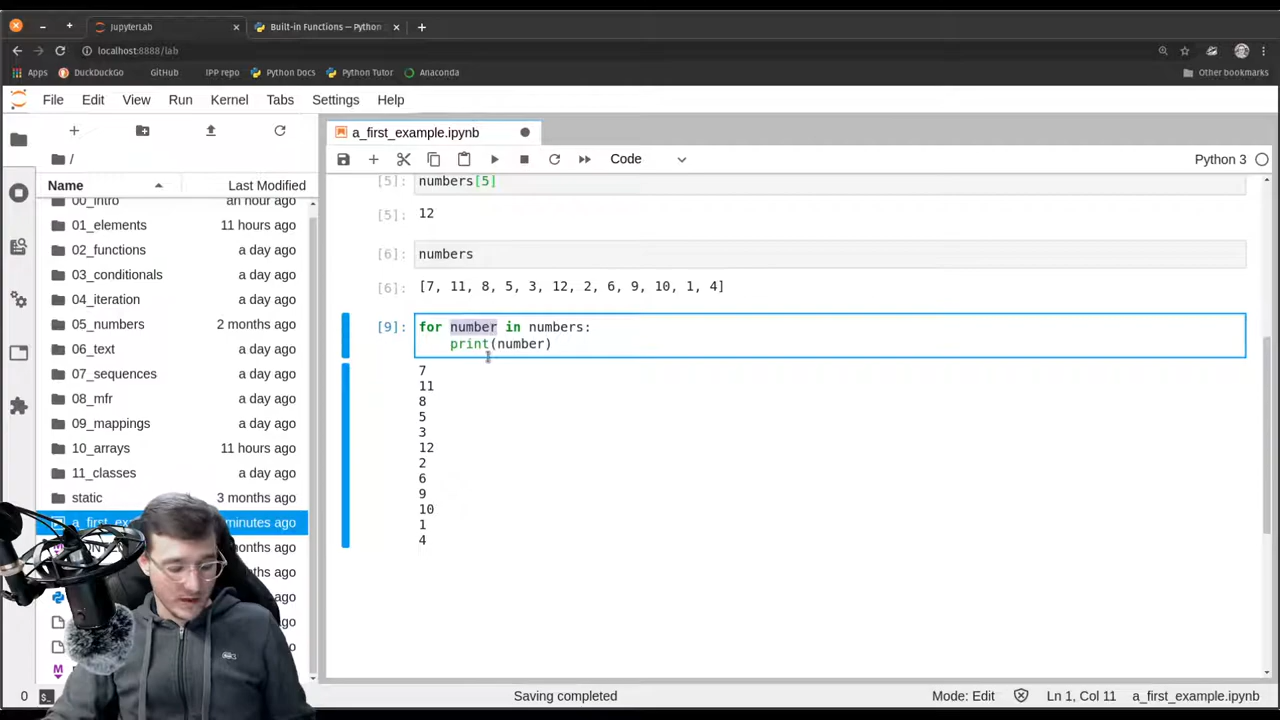 JupyterLab
Built-in Functions — Python
localhost:8888/lab
Apps DuckDuckGo GitHub IPP repo Python Docs Python Tutor Anaconda Other bookmarks
File Edit View Run Kernel Tabs Settings Help
a_first_example.ipynb
Code Python 3
/
Name Last Modified
00_intro an hour ago
01_elements 11 hours ago
02_functions a day ago
03_conditionals a day ago
04_iteration a day ago
05_numbers 2 months ago
06_text a day ago
07_sequences a day ago
08_mfr a day ago
09_mappings a day ago
10_arrays 11 hours ago
11_classes a day ago
static 3 months ago
a_first_ex minutes ago
months ago
ago
ago
ago
ago
[5]: numbers[5]
[5]: 12
[6]: numbers
[6]: [7, 11, 8, 5, 3, 12, 2, 6, 9, 10, 1, 4]
[9]: for number in numbers:
print(number)
7
11
8
5
3
12
2
6
9
10
1
4
0 $_ Saving completed Mode: Edit Ln 1, Col 11 a_first_example.ipynb